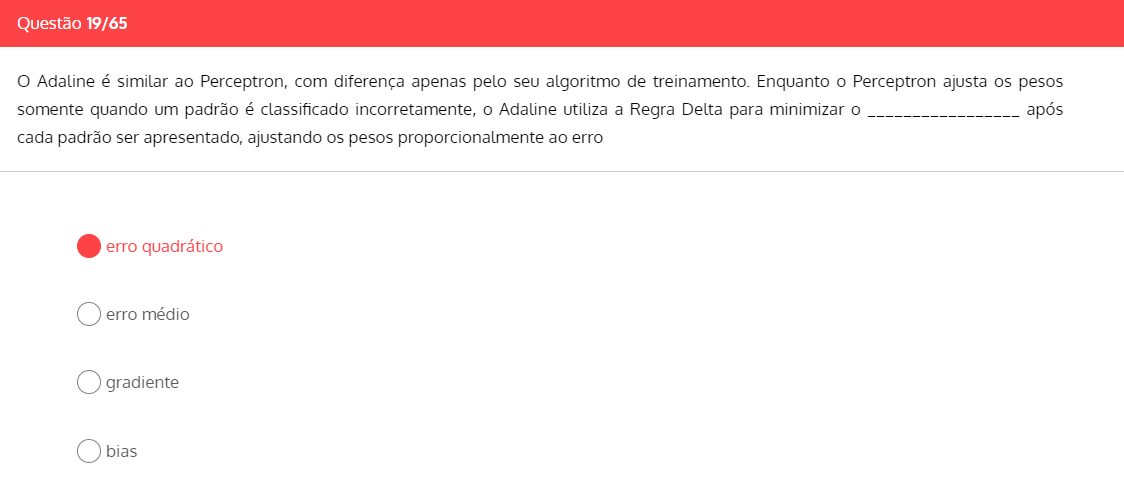 Questão 19/65
O Adaline é similar ao Perceptron, com diferença apenas pelo seu algoritmo de treinamento. Enquanto o Perceptron ajusta os pesos
somente quando um padrão é classificado incorretamente, o Adaline utiliza a Regra Delta para minimizar o _________________ após
cada padrão ser apresentado, ajustando os pesos proporcionalmente ao erro
erro quadrático
erro médio
gradiente
bias